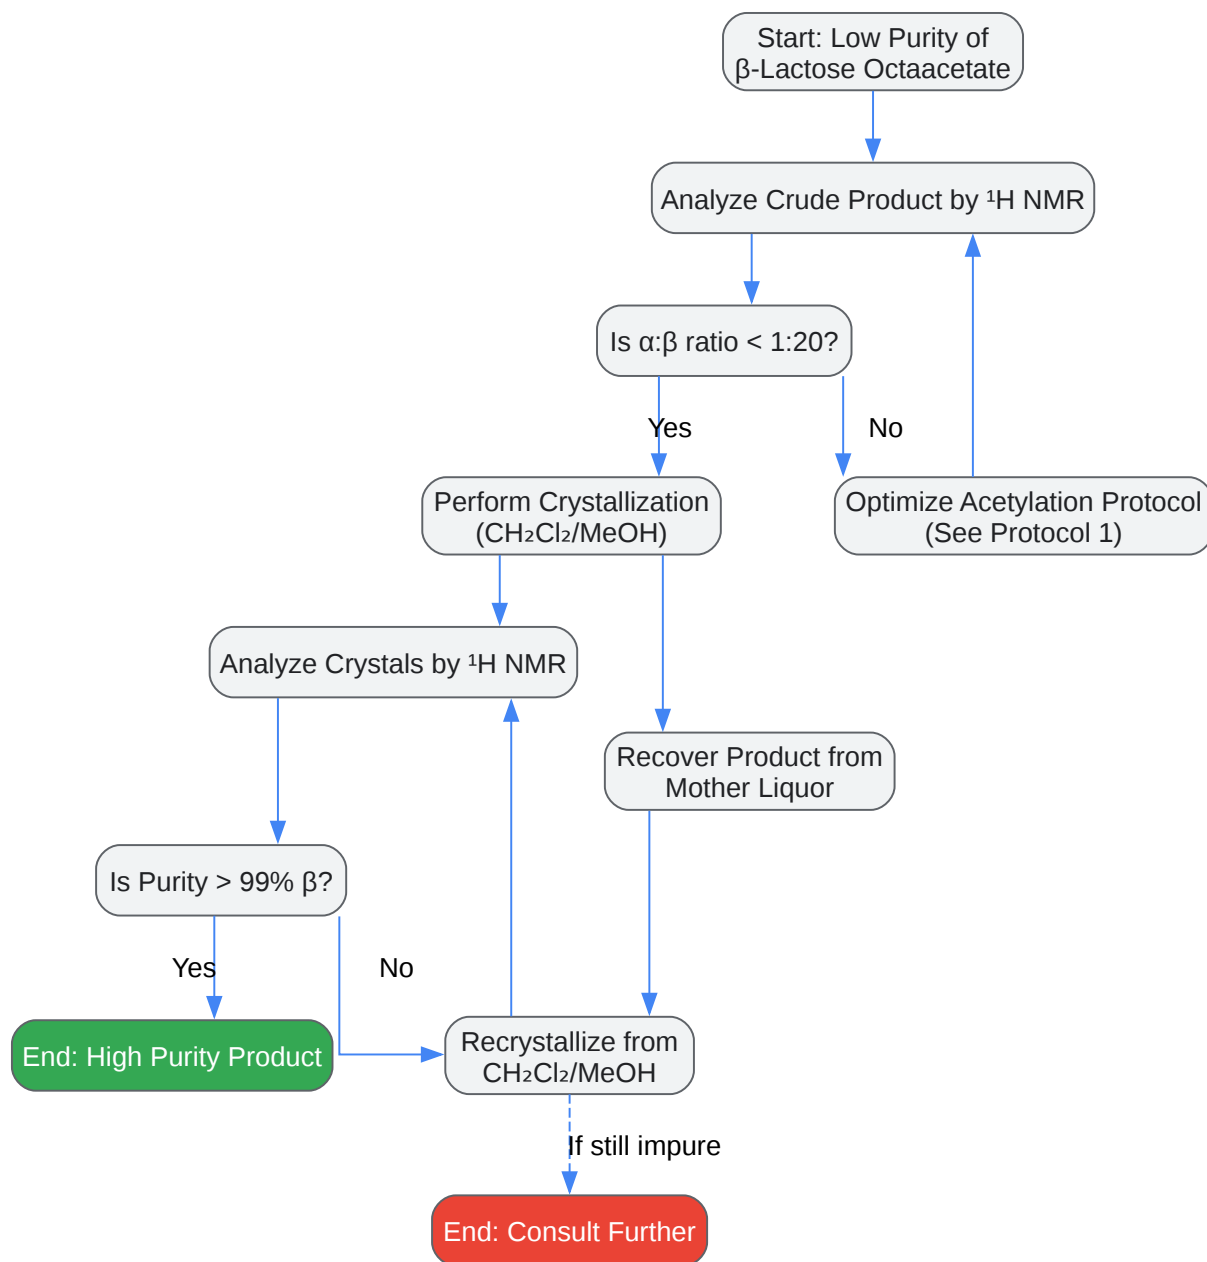 Start: Low Purity of
β-Lactose Octaacetate
Analyze Crude Product by ¹H NMR
Is α:β ratio < 1:20?
Yes
No
Perform Crystallization
(CH₂Cl₂/MeOH)
Optimize Acetylation Protocol
(See Protocol 1)
Analyze Crystals by ¹H NMR
Recover Product from
Mother Liquor
Is Purity > 99% β?
Yes
No
End: High Purity Product
Recrystallize from
CH₂Cl₂/MeOH
If still impure
End: Consult Further